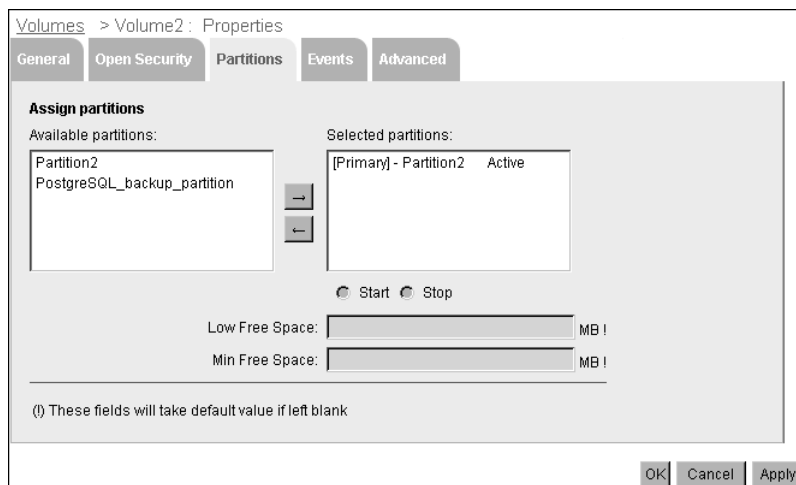 Volumes > Volume2 : Properties
General Open Security Partitions Events Advanced
Assign partitions
Available partitions: Selected partitions:
Partition2 [Primary] - Partition2 Active
PostgreSQL_backup_partition
→
←
Start Stop
Low Free Space: MB !
Min Free Space: MB !
(!) These fields will take default value if left blank
OK Cancel Apply